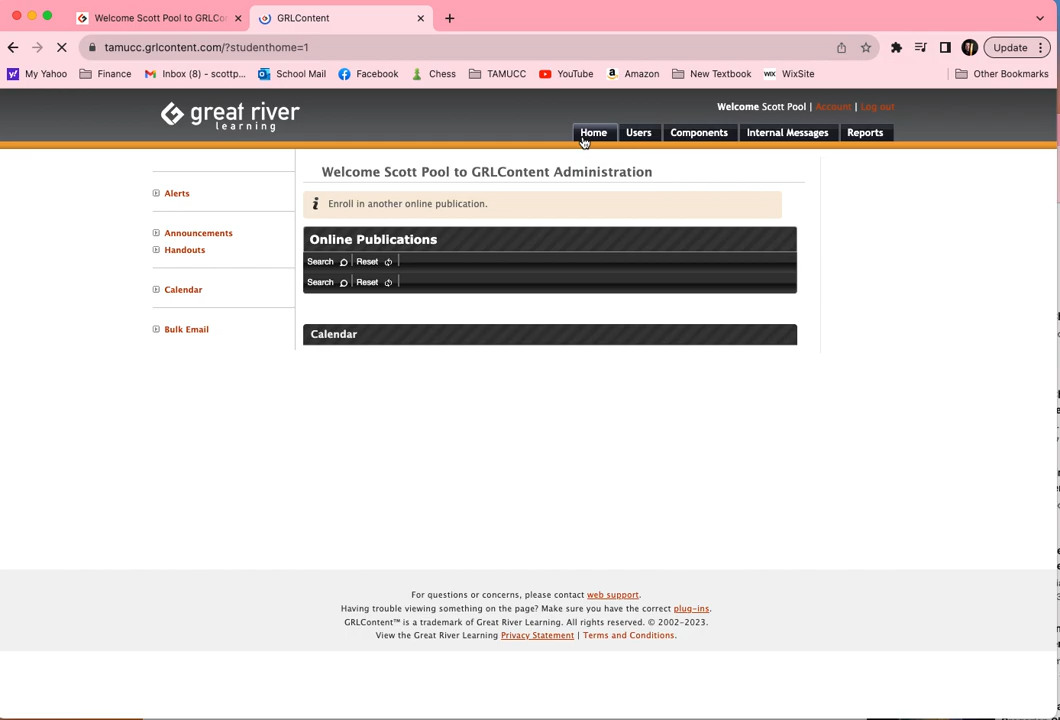 Welcome Scott Pool to GRLCo
GRLContent
tamucc.grlcontent.com/?studenthome=1
Update
My Yahoo
Finance
Inbox (8) - scottp...
School Mail
Facebook
Chess
TAMUCC
YouTube
Amazon
New Textbook
WixSite
Other Bookmarks
great river
learning
Welcome Scott Pool | Account | Log out
Home
Users
Components
Internal Messages
Reports
Alerts
Announcements
Handouts
Calendar
Bulk Email
Welcome Scott Pool to GRLContent Administration
Enroll in another online publication.
Online Publications
Search Reset
Search Reset
Calendar
For questions or concerns, please contact web support.
Having trouble viewing something on the page? Make sure you have the correct plug-ins.
GRLContent™ is a trademark of Great River Learning. All rights reserved. © 2002-2023.
View the Great River Learning Privacy Statement | Terms and Conditions.